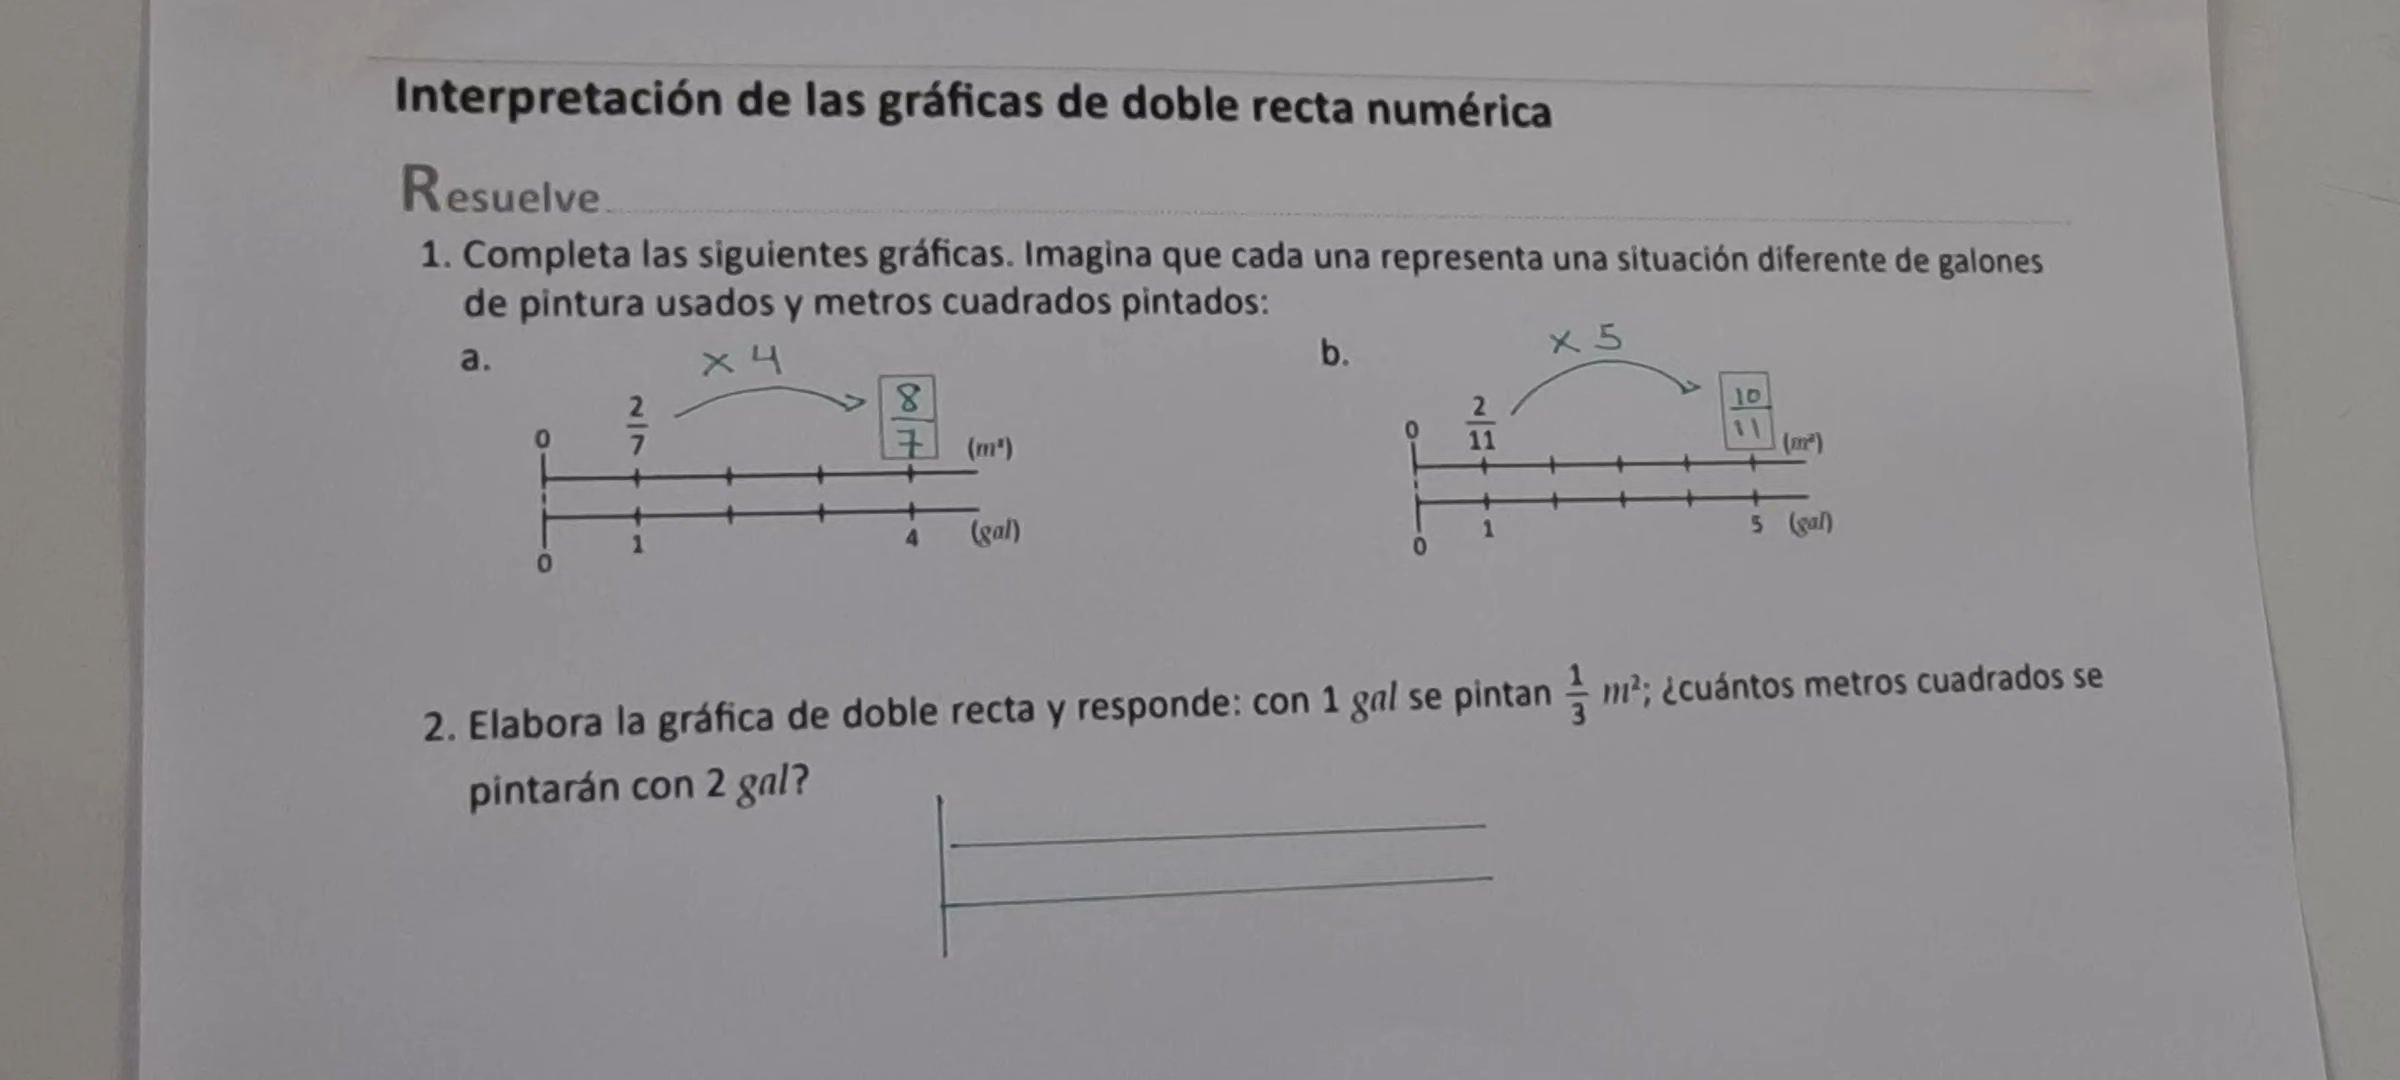 Interpretación de las gráficas de doble recta numérica
Resuelve
1. Completa las siguientes gráficas. Imagina que cada una representa una situación diferente de galones
de pintura usados y metros cuadrados pintados:
a.
× 4
0
2/7
8/7
(m²)
0
1
4
(gal)
b.
× 5
0
2/11
10/11
(m²)
0
1
5
(gal)
2. Elabora la gráfica de doble recta y responde: con 1 gal se pintan 1/3 m²; ¿cuántos metros cuadrados se
pintarán con 2 gal?